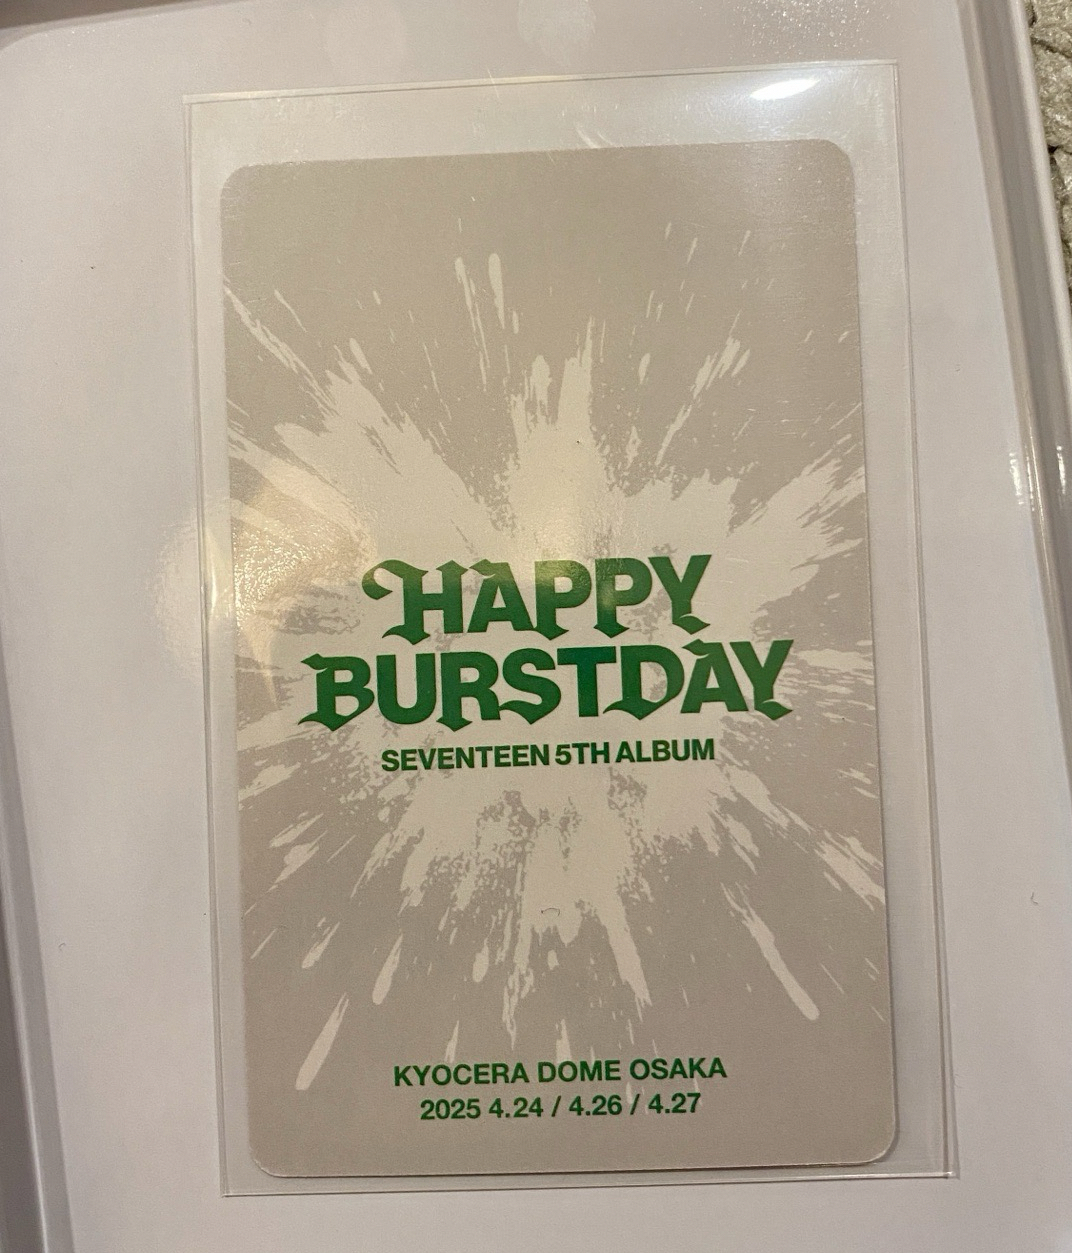 HAPPY
BURSTDAY
SEVENTEEN 5TH ALBUM
KYOCERA DOME OSAKA
2025 4.24 / 4.26 / 4.27